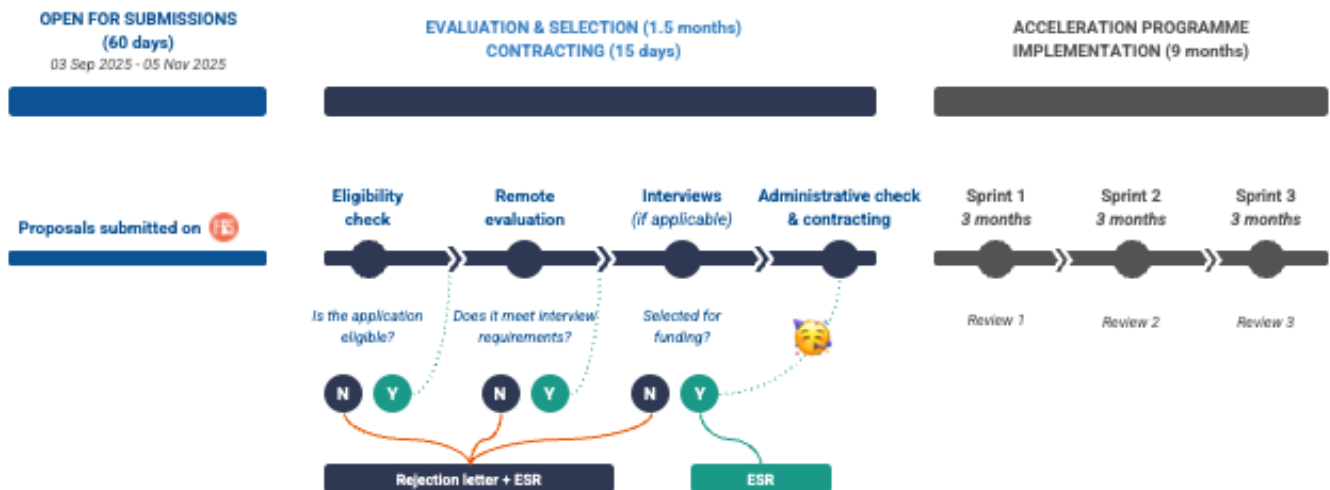 OPEN FOR SUBMISSIONS
(60 days)
03 Sep 2025 - 05 Nov 2025
EVALUATION & SELECTION (1.5 months)
CONTRACTING (15 days)
ACCELERATION PROGRAMME
IMPLEMENTATION (9 months)
Proposals submitted on
Eligibility
check
Remote
evaluation
Interviews
(if applicable)
Administrative check
& contracting
Sprint 1
3 months
Sprint 2
3 months
Sprint 3
3 months
Is the application
eligible?
Does it meet interview
requirements?
Selected for
funding?
Review 1
Review 2
Review 3
N
Y
N
Y
N
Y
Rejection letter + ESR
ESR